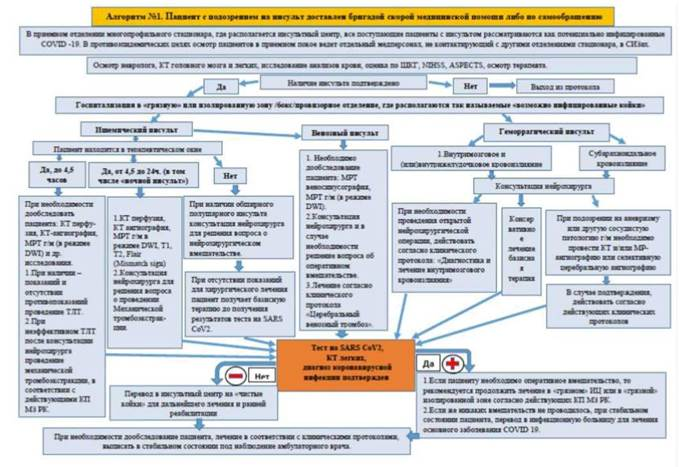 Алгоритм №1. Пациент с подозрением на инсульт доставлен бригадой скорой медицинской помощи либо по самообращению
В приемном отделении многопрофильного стационара, где располагается инсультный центр, все поступающие пациенты с инсультом рассматриваются как потенциально инфицированные
COVID -19. В противоэпидемических целях осмотр пациентов в приемном покое ведет отдельный медперсонал, не контактирующий с другими отделениями стационара, в СИЗах.
Осмотр невролога, КТ головного мозга и легких, исследование анализов крови, оценка по ШКГ, NIHSS, ASPECTS, осмотр терапевта.
Да
Наличие инсульта подтверждено
Нет
Выход из протокола
Госпитализация в «грязную» или изолированную зону /бокс/провизорное отделение, где располагаются так называемые «возможно инфицированные койки»
Ишемический инсульт
Венозный инсульт
Геморрагический инсульт
Пациент находится в терапевтическом окне
Да, до 4,5
часов
Да, от 4,5 до 24ч. (в том
числе «ночной инсульт»)
Нет
При необходимости
дообследовать
пациента: КТ перфу-
зия, КТ-ангиография,
МРТ г/м (в режиме
DWI) и др.
исследования.
1.При наличии –
показаний и
отсутствии
противопоказаний
проведение ТЛТ.
2 При
неэффективном ТЛТ
после консультации
нейрохирурга
проведение
механической
тромбоэкстракции, в
соответствии с
действующими КП
МЗ РК.
1.КТ перфузия,
КТ ангиография,
МРТ г/м в
режиме DWI, T1,
T2, Flair
(Mismatch sign)
2.Консультация
нейрохирурга для
решения вопроса
о проведении
Механической
тромбоэкстрак-
ции.
При наличии обширного
полушарного инсульта
консультация нейрохирурга
для решения вопроса о
нейрохирургическом
вмешательстве.
При отсутствии показаний
для хирургического лечения
пациент получает базисную
терапию до получения
результатов теста на SARS
CoV2.
1. Необходимо
дообследование
пациента: МРТ
веносинусография,
МРТ г/м (в режиме
DWI).
2.Консультация
нейрохирурга и в
случае
необходимости
решение вопроса об
оперативном
вмешательстве.
3.Лечение согласно
клинического
протокола
«Церебральный
венозный тромбоз».
1.Внутримозговое и
(или)внутрижелудочковое
кровоизлияние
Субарахноидальное
кровоизлияние
Консультация нейрохирурга
При необходимости
проведения открытой
нейрохирургической
операции, действовать
согласно клинического
протокола: «Диагностика и
лечение внутримозгового
кровоизлияния»
Консер
вативно
е
лечение
базисна
я
терапия
При подозрении на аневризму
или другую сосудистую
патологию г/м необходимо
провести КТ и/или МР-
ангиографию или селективную
церебральную ангиографию
В случае подтверждения,
действовать согласно
действующих клинических
протоколов
Тест на SARS CoV2,
КТ легких,
диагноз коронавирусной
инфекции подтвержден
Нет
Да
Перевод в инсультный центр на "чистые
койки» для дальнейшего лечения и ранней
реабилитации
1.Если пациенту необходимо оперативное вмешательство, то
рекомендуется продолжить лечение в «грязном» ИЦ или в «грязной»
изолированной зоне согласно действующих КП МЗ РК.
2.Если же никаких вмешательств не проводилось, при стабильном
состоянии пациента, перевод в инфекционную больницу для лечения
основного заболевания COVID 19.
При необходимости дообследование пациента, лечение в соответствии с клиническими протоколами,
выписать в стабильном состоянии под наблюдение амбулаторного врача.